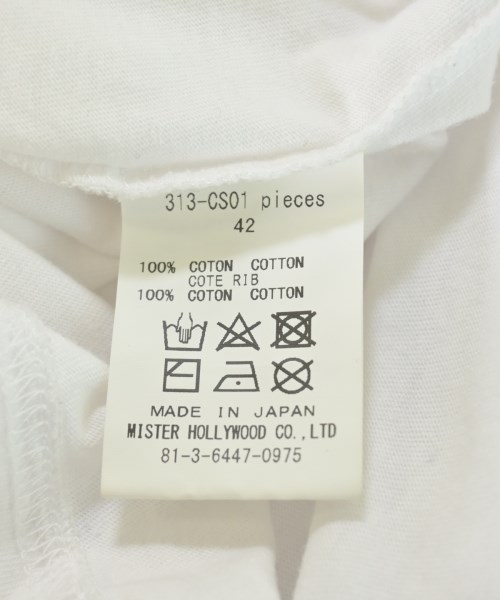 313-CS01 pieces
42
100% COTON COTTON
COTE RIB
100% COTON COTTON
MADE IN JAPAN
MISTER HOLLYWOOD CO.,LTD
81-3-6447-0975